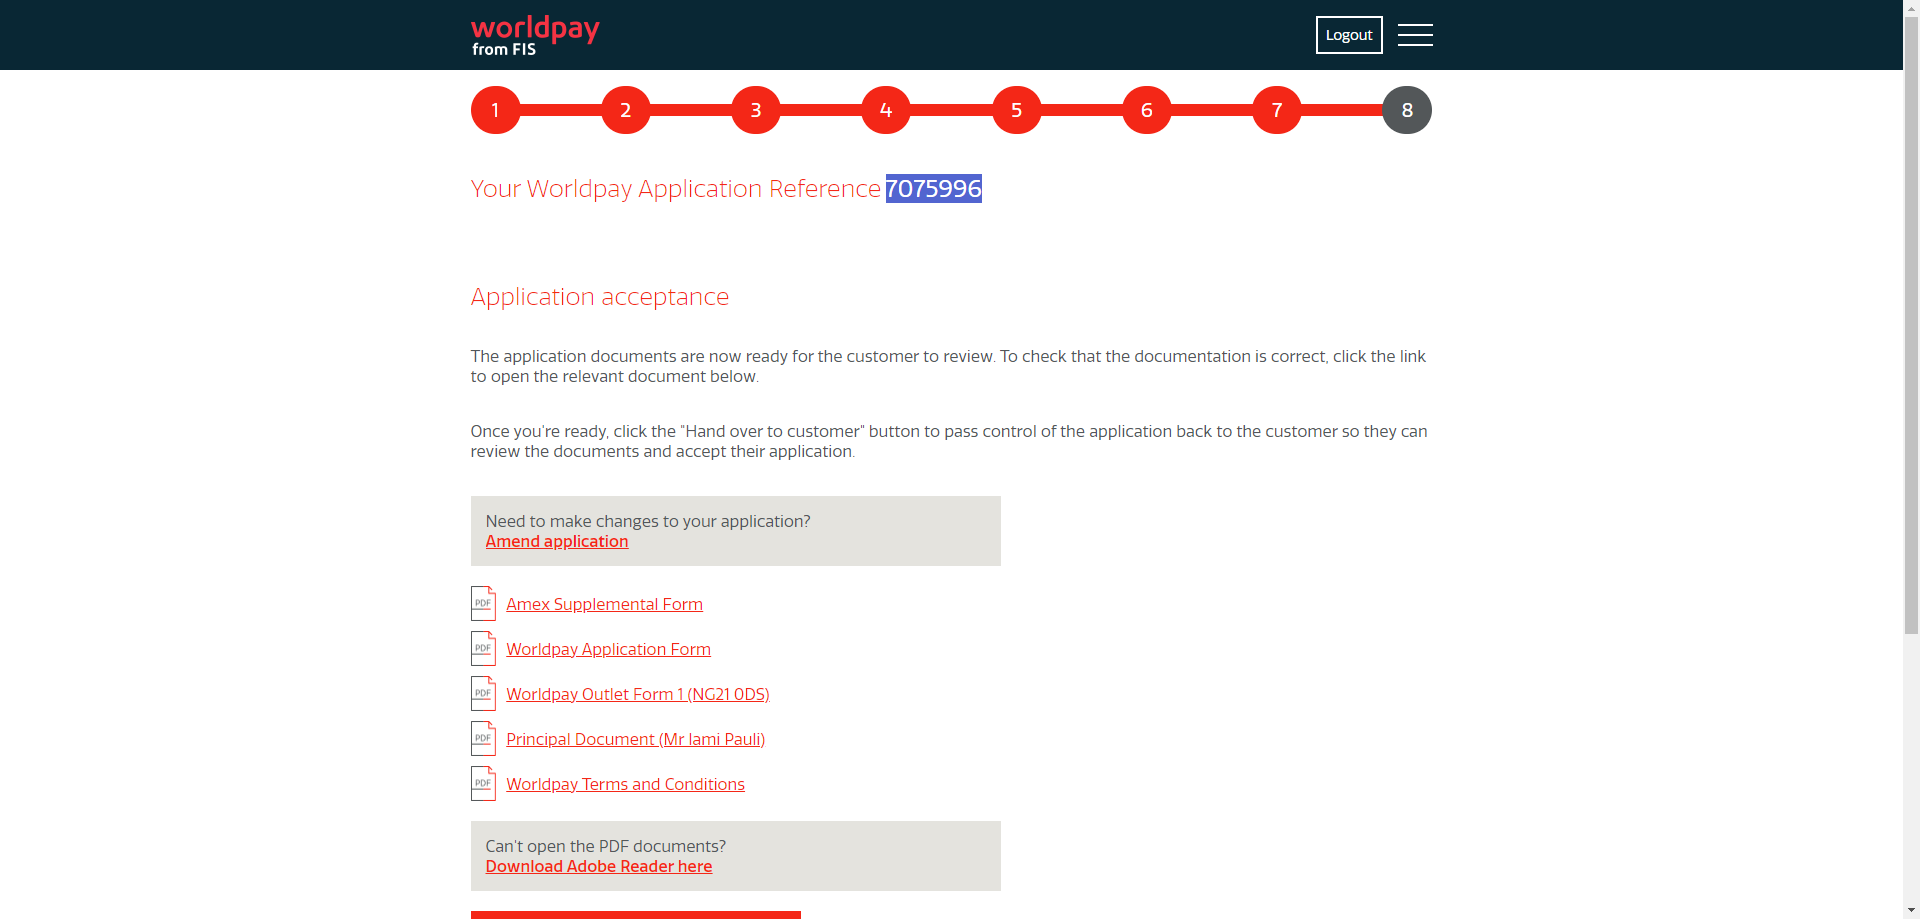 worldpay
from FIS
Logout
1 2 3 4 5 6 7 8
Your Worldpay Application Reference 7075996
Application acceptance
The application documents are now ready for the customer to review. To check that the documentation is correct, click the link
to open the relevant document below.
Once you're ready, click the "Hand over to customer" button to pass control of the application back to the customer so they can
review the documents and accept their application.
Need to make changes to your application?
Amend application
PDF Amex Supplemental Form
PDF Worldpay Application Form
PDF Worldpay Outlet Form 1 (NG21 0DS)
PDF Principal Document (Mr Iami Pauli)
PDF Worldpay Terms and Conditions
Can't open the PDF documents?
Download Adobe Reader here